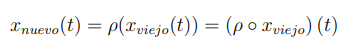 x_{nuevo}(t) = ρ(x_{viejo}(t)) = (ρ ∘ x_{viejo}) (t)